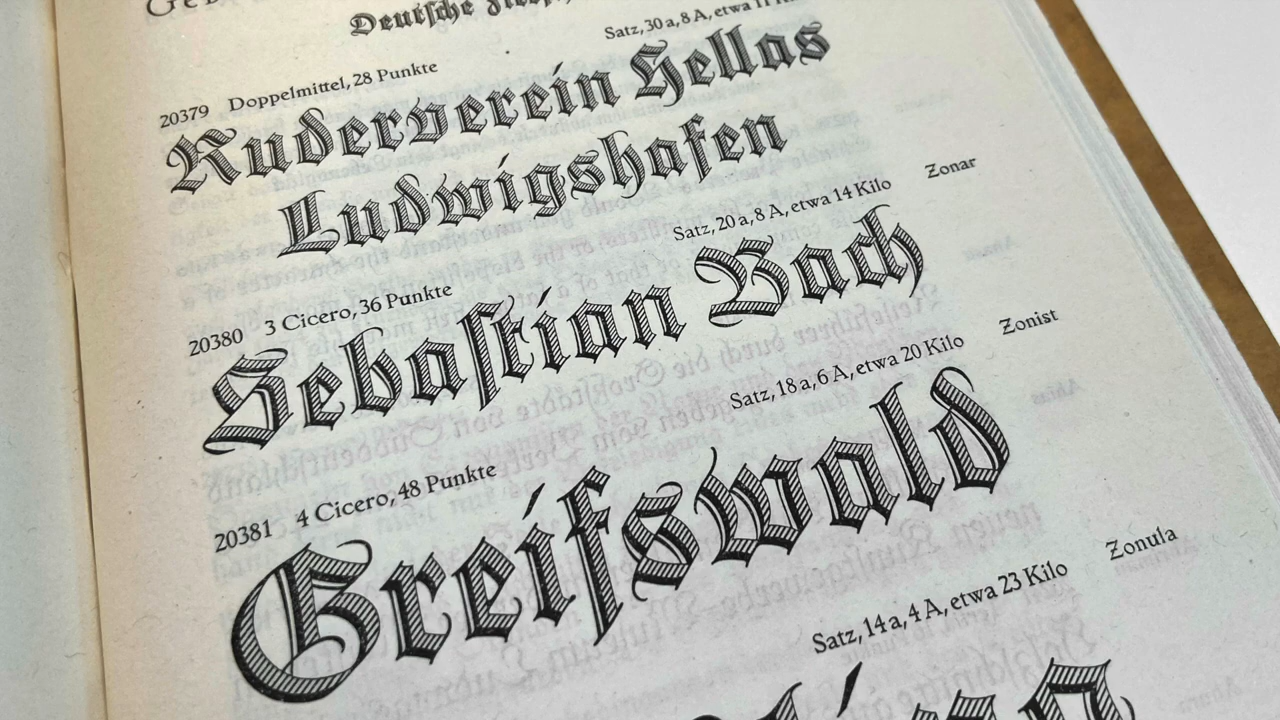 Deutſche
Satz, 30 a, 8 A, etwa 11
20379 Doppelmittel, 28 Punkte
Ruderverein Hellas
Ludwigshafen
Satz, 20 a, 8 A, etwa 14 Kilo Zonar
20380 3 Cicero, 36 Punkte
Sebaſtian Bach
Satz, 18 a, 6 A, etwa 20 Kilo Zonist
20381 4 Cicero, 48 Punkte
Greifswald
Satz, 14 a, 4 A, etwa 23 Kilo Zonula